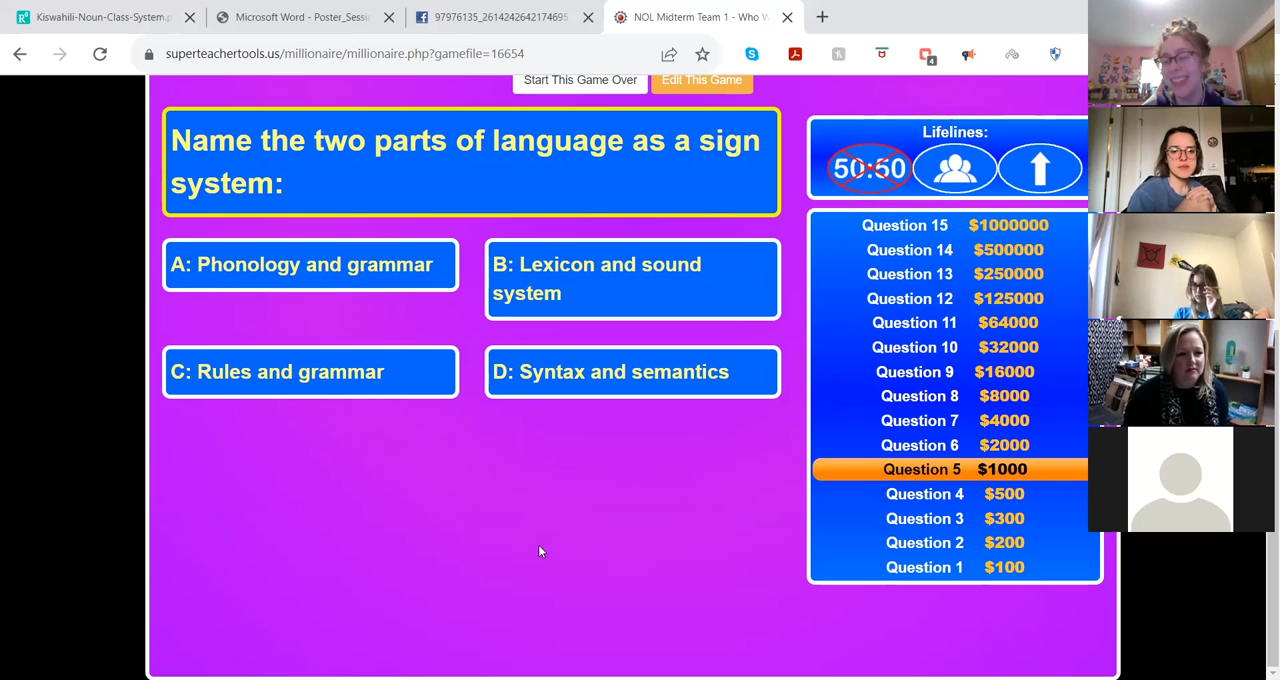 Kiswahili-Noun-Class-System.p
Microsoft Word - Poster_Sessi
97976135_2614242642174695
NOL Midterm Team 1 - Who W
superteachertools.us/millionaire/millionaire.php?gamefile=16654
4
Start This Game Over
Edit This Game
Name the two parts of language as a sign
system:
A: Phonology and grammar
B: Lexicon and sound
system
C: Rules and grammar
D: Syntax and semantics
Lifelines:
50:50
Question 15 $1000000
Question 14 $500000
Question 13 $250000
Question 12 $125000
Question 11 $64000
Question 10 $32000
Question 9 $16000
Question 8 $8000
Question 7 $4000
Question 6 $2000
Question 5 $1000
Question 4 $500
Question 3 $300
Question 2 $200
Question 1 $100